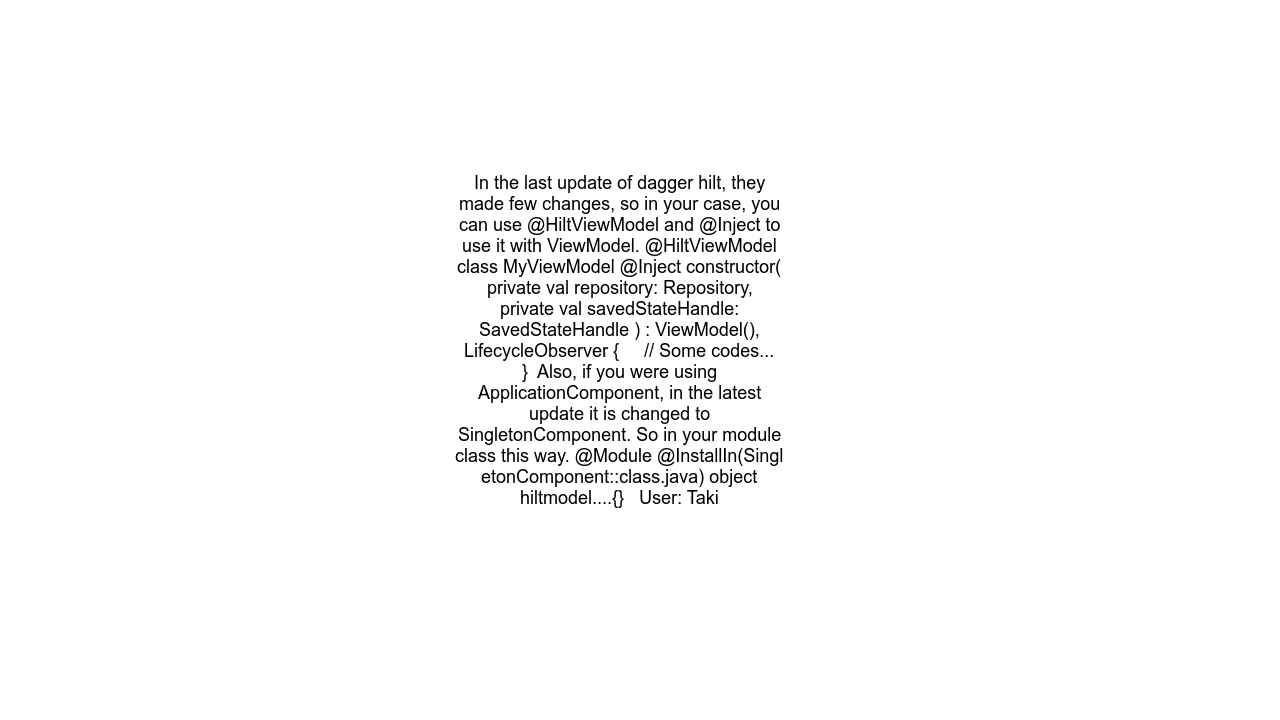 In the last update of dagger hilt, they
made few changes, so in your case, you
can use @HiltViewModel and @Inject to
use it with ViewModel. @HiltViewModel
class MyViewModel @Inject constructor(
private val repository: Repository,
private val savedStateHandle:
SavedStateHandle ) : ViewModel(),
LifecycleObserver {     // Some codes...
}  Also, if you were using
ApplicationComponent, in the latest
update it is changed to
SingletonComponent. So in your module
class this way. @Module @InstallIn(Singl
etonComponent::class.java) object
hiltmodel....{}   User: Taki